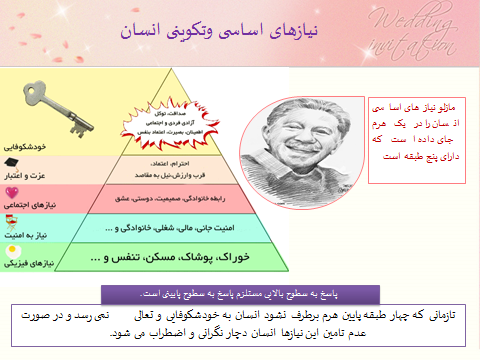 Wedding
invitation
نیازهای اساسی وتکوینی انسان
مازلو نیاز های اسا سی
انسان را در یک هرم
جای داده ا ست که
دارای پنج طبقه است
صداقت، توکل
آزادی فردی و اجتماعی
اطمینان، بصیرت، اعتماد بنفس
خودشکوفایی
احترام، اعتماد،
قرب وارزش،نیل به مقاصد
عزت و اعتبار
رابطه خانوادگی، صمیمیت، دوستی، عشق
نیازهای اجتماعی
امنیت جانی، مالی، شغلی، خانوادگی و ...
نیاز به امنیت
خوراک، پوشاک، مسکن، تنفس و ...
نیازهای فیزیکی
پاسخ به سطوح بالایی مستلزم پاسخ به سطوح پایینی است.
تازمانی که چهار طبقه پایین هرم برطرف نشود انسان به خودشکوفایی و تعالی نمی رسد و در صورت
عدم تامین این نیازها انسان دچار نگرانی و اضطراب می شود.